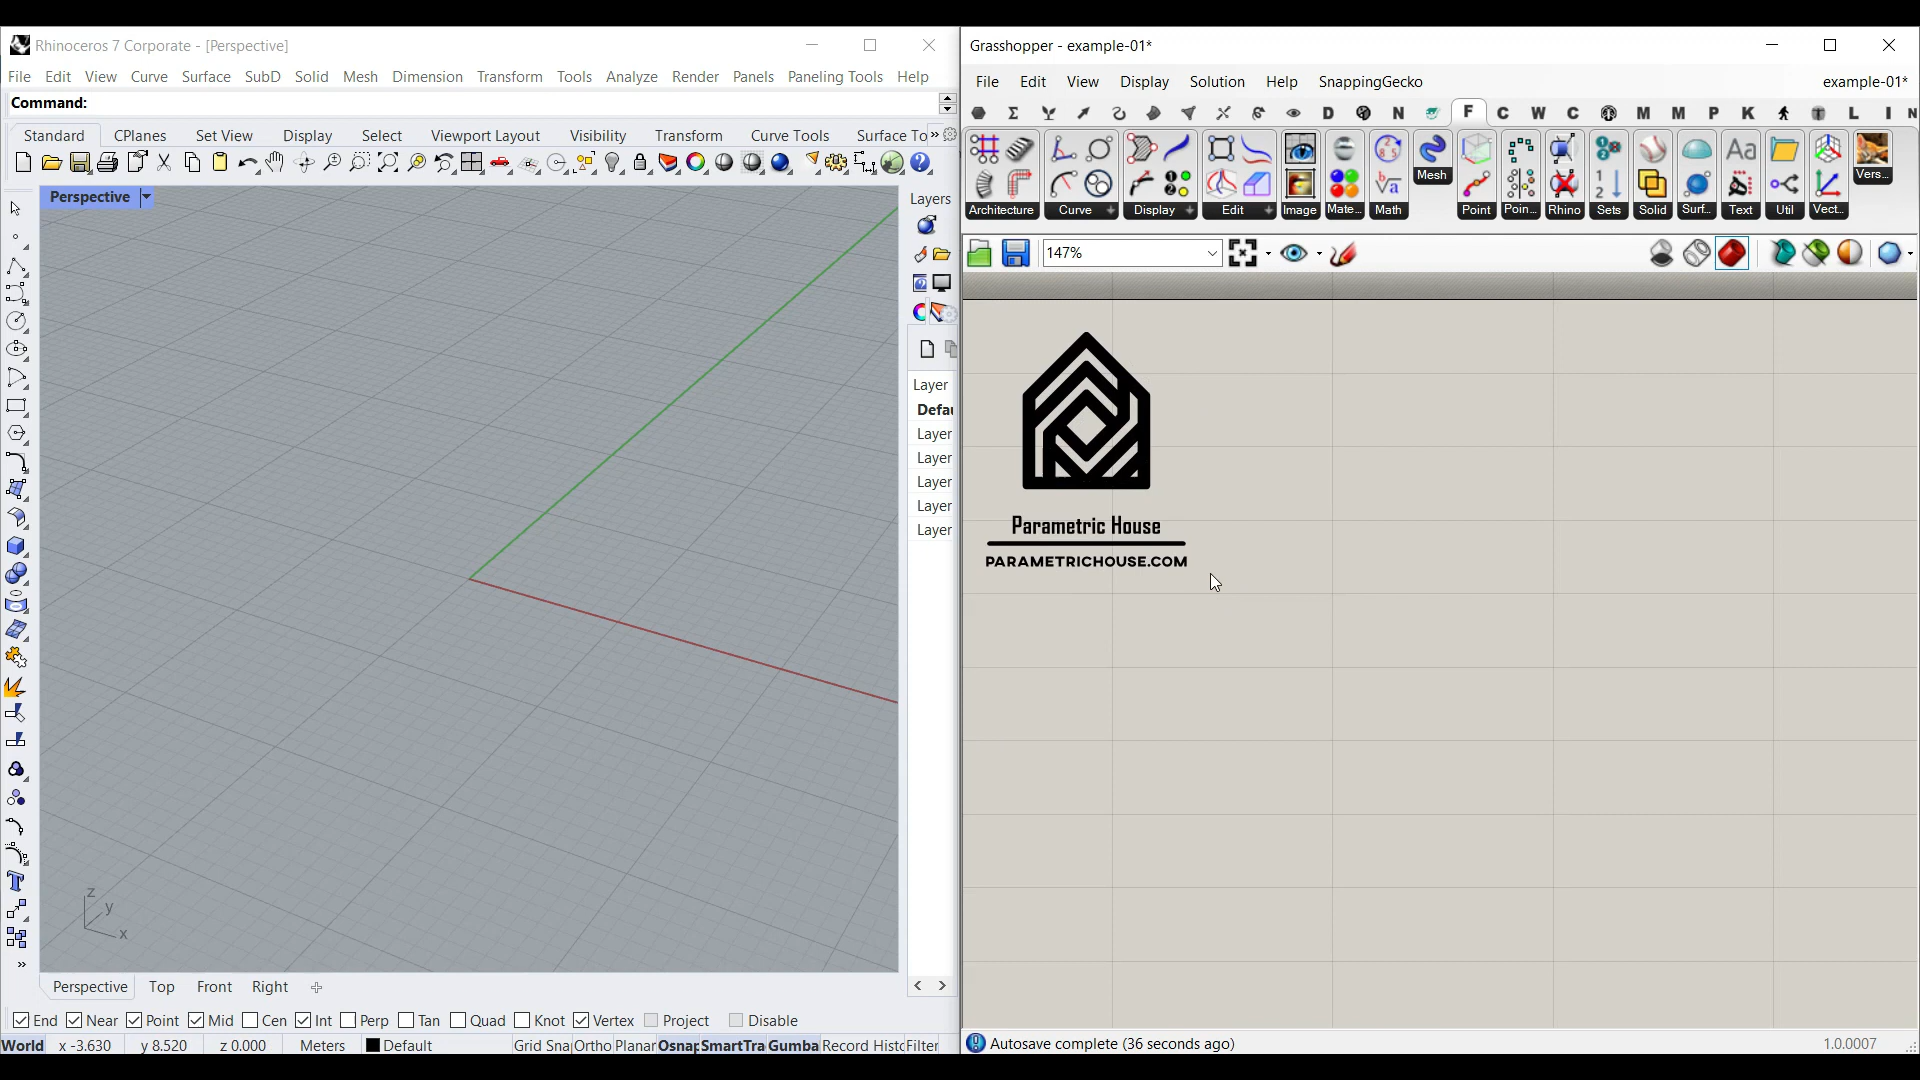 Rhinoceros 7 Corporate - [Perspective]
File Edit View Curve Surface SubD Solid Mesh Dimension Transform Tools Analyze Render Panels Paneling Tools Help
Command:
Standard CPlanes Set View Display Select Viewport Layout Visibility Transform Curve Tools Surface To »
Perspective
Layers
Layer
Defau
Layer
Layer
Layer
Layer
Layer
z
y
x
Perspective Top Front Right
End Near Point Mid Cen Int Perp Tan Quad Knot Vertex Project Disable
World x -3.630 y 8.520 z 0.000 Meters Default Grid Sna Ortho Planar Osnap SmartTra Gumba Record Histo Filter
Grasshopper - example-01*
File Edit View Display Solution Help SnappingGecko example-01*
D N F C W C M M P K L I N
Architecture Curve Display Edit Image Mate... Math Mesh Point Poin... Rhino Sets Solid Surf... Text Util Vect... Vers...
147%
Parametric House
PARAMETRICHOUSE.COM
Autosave complete (36 seconds ago) 1.0.0007